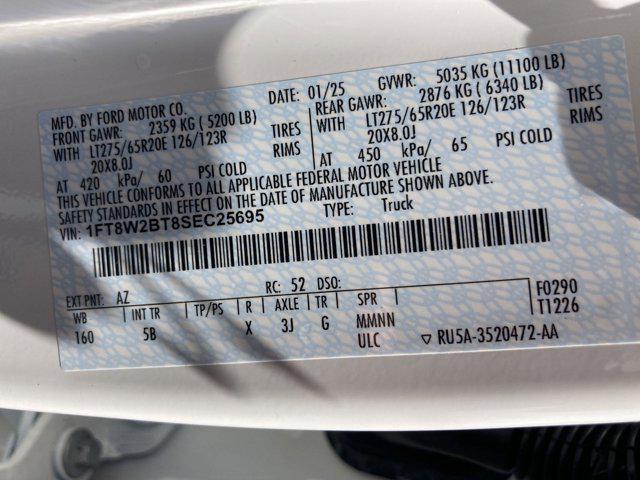 MFD. BY FORD MOTOR CO.
DATE: 01/25 GVWR: 5035 KG (11100 LB)
FRONT GAWR: 2359 KG (5200 LB) REAR GAWR: 2876 KG (6340 LB)
WITH LT275/65R20E 126/123R TIRES WITH LT275/65R20E 126/123R TIRES
20X8.0J RIMS 20X8.0J RIMS
AT 420 kPa/ 60 PSI COLD AT 450 kPa/ 65 PSI COLD
THIS VEHICLE CONFORMS TO ALL APPLICABLE FEDERAL MOTOR VEHICLE
SAFETY STANDARDS IN EFFECT ON THE DATE OF MANUFACTURE SHOWN ABOVE.
VIN: 1FT8W2BT8SEC25695 TYPE: Truck
EXT PNT: AZ RC: 52 DSO: F0290
WB INT TR TP/PS R AXLE TR SPR T1226
160 5B X 3J G MMNN
ULC ▽ RU5A-3520472-AA